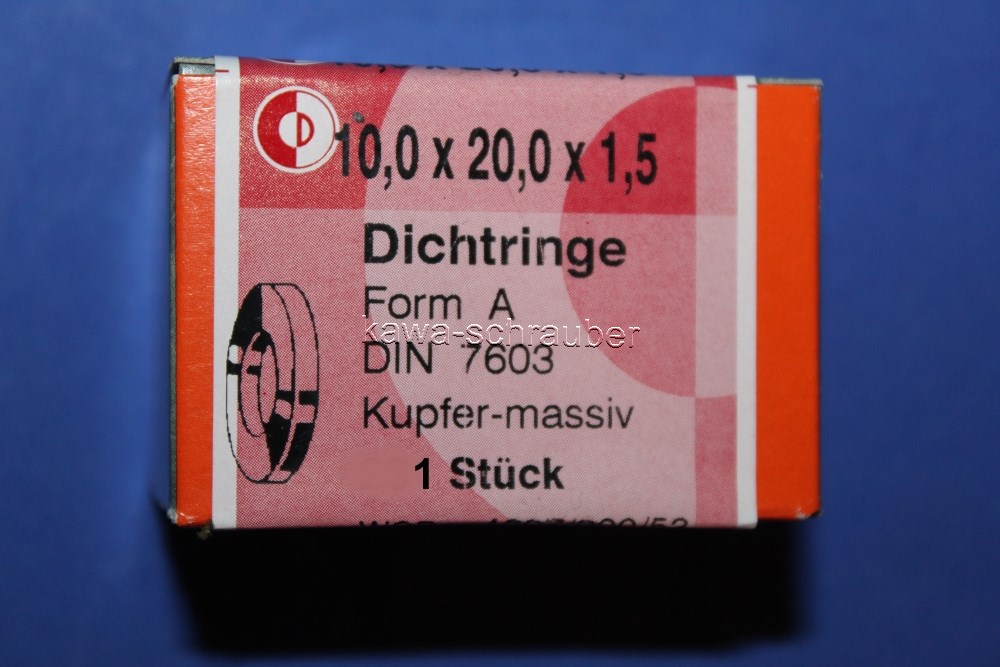 D
10,0 x 20,0 x 1,5
Dichtringe
Form A
kawa-schrauber
DIN 7603
Kupfer-massiv
1 Stück